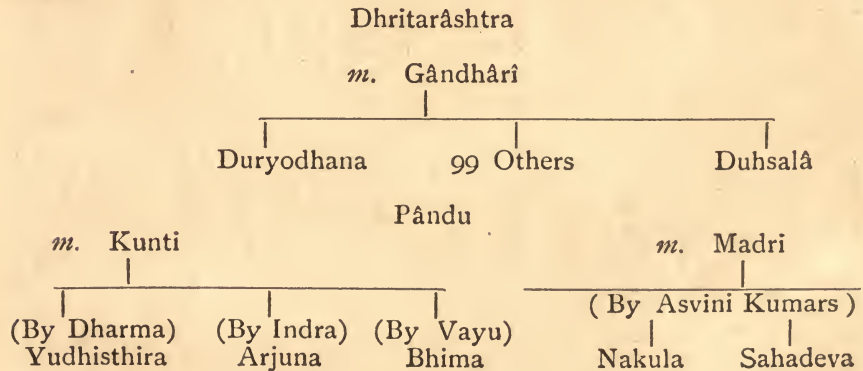 Dhritarâshtra
m. Gândhârî
Duryodhana 99 Others Duhsalâ
Pându
m. Kunti m. Madri
(By Dharma) (By Indra) (By Vayu) (By Asvini Kumars)
Yudhisthira Arjuna Bhima Nakula Sahadeva